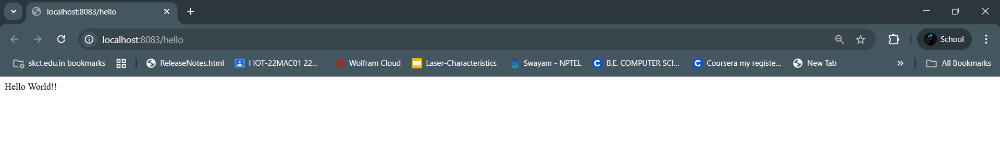 localhost:8083/hello
localhost:8083/hello
School
skct.edu.in bookmarks ReleaseNotes.html I IOT-22MAC01 22... Wolfram Cloud Laser-Characteristics Swayam - NPTEL B.E. COMPUTER SCI... Coursera my registe... New Tab » All Bookmarks
Hello World!!